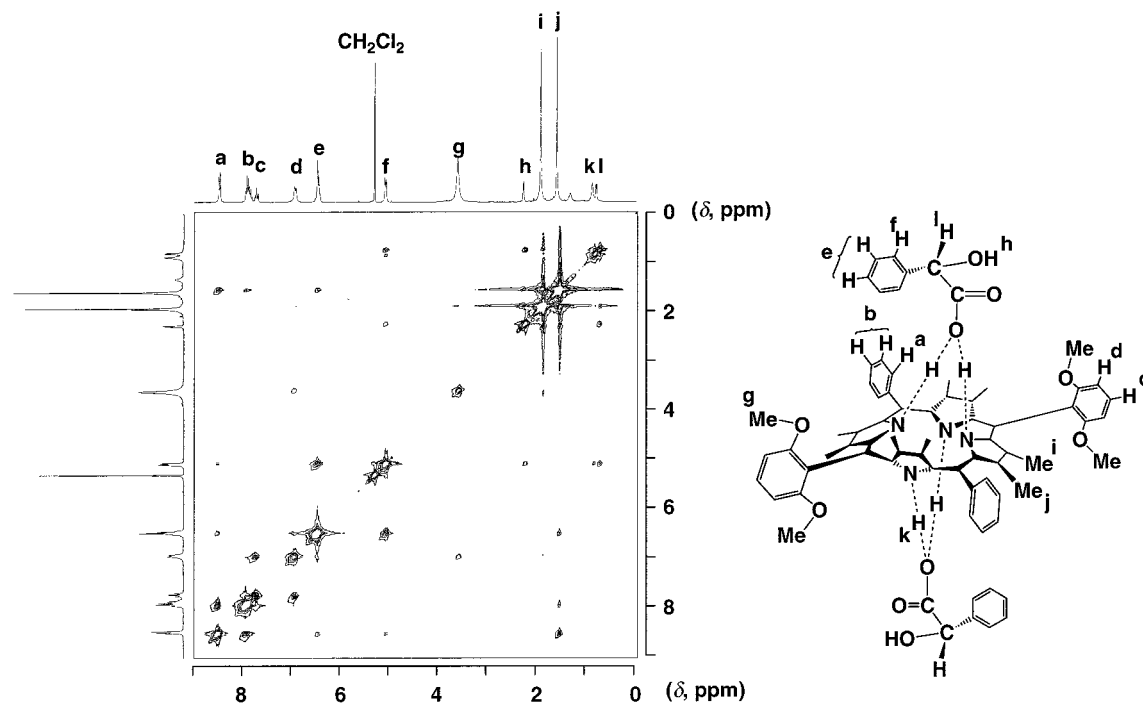 i j
CH2Cl2
a b c d e f g h k l
0 (δ, ppm)
2
4
6
8
8 6 4 2 0 (δ, ppm)
f l
H H H
e H C OH h
C=O
b O
H H a
H H H
Me H d
O H c
g
MeO N N N O
Me
O Me i
Me j
N
O H
Me k H
O
O=C
HO C
H